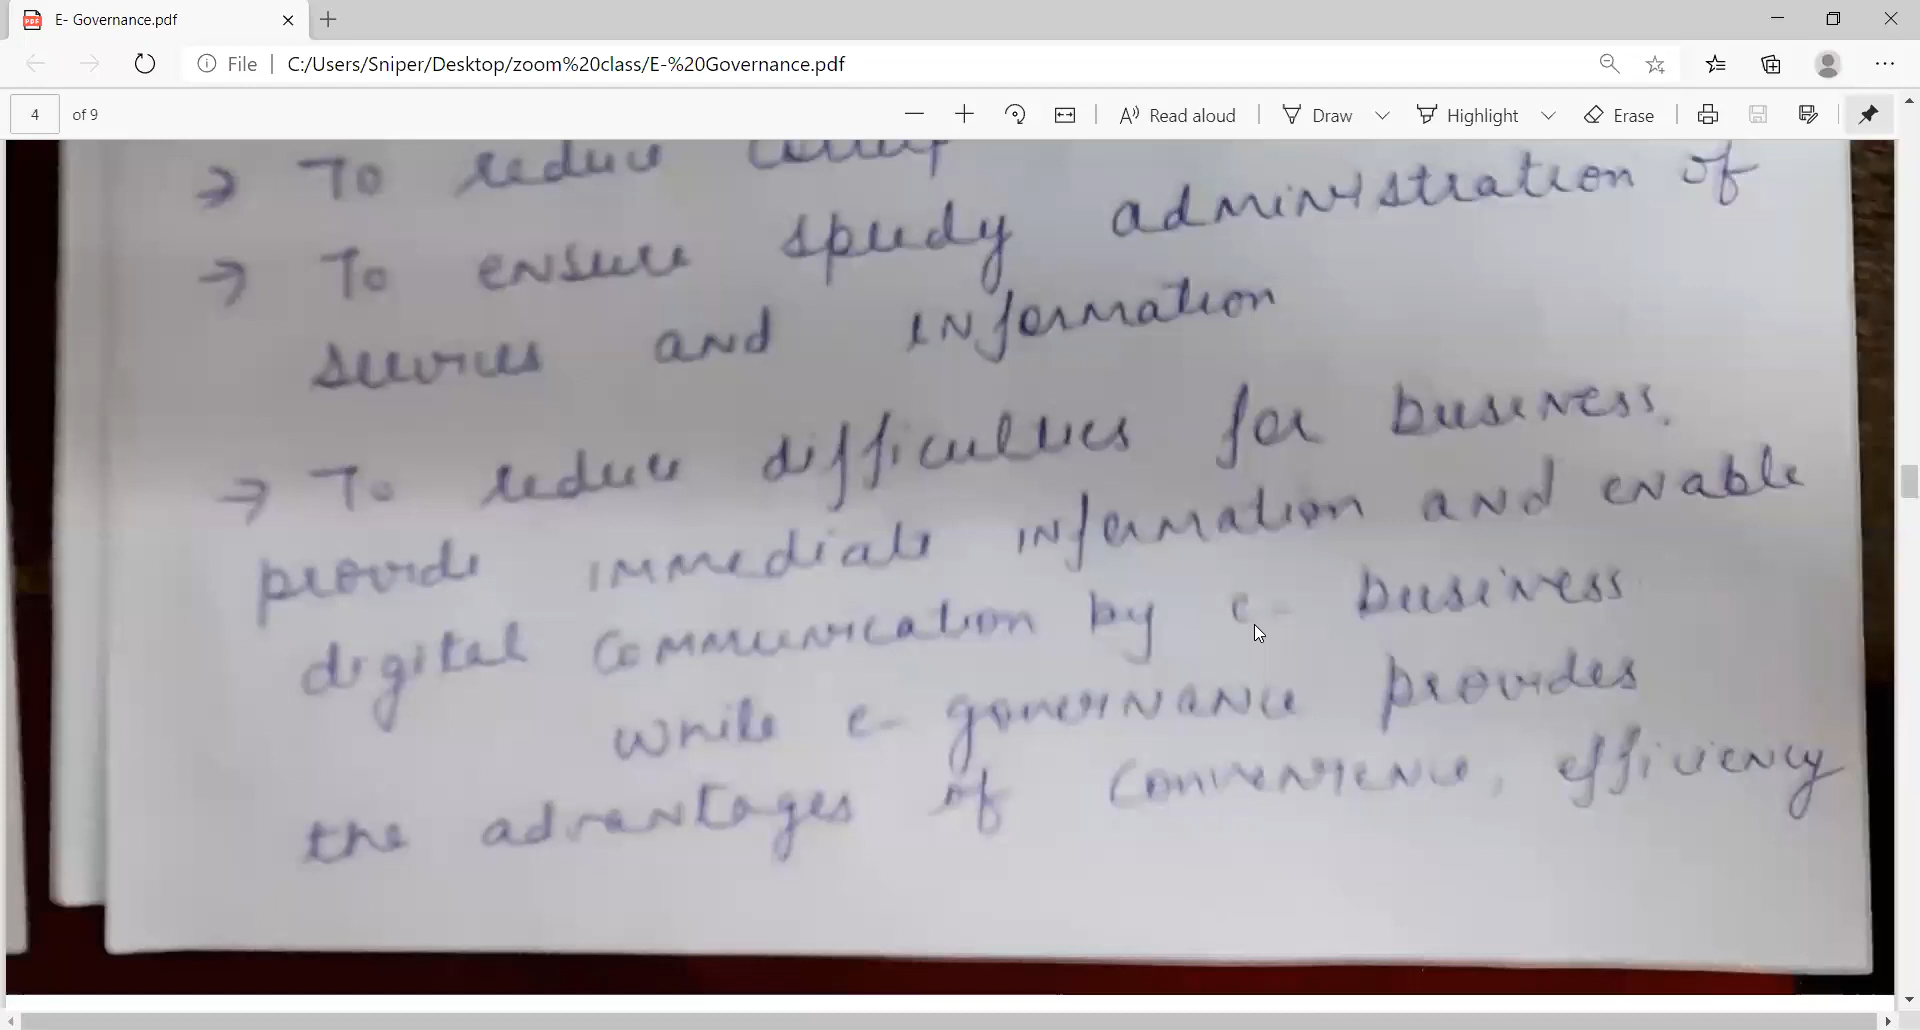 E- Governance.pdf
File
C:/Users/Sniper/Desktop/zoom%20class/E-%20Governance.pdf
4 of 9
Read aloud
Draw
Highlight
Erase
→ To reduce
→ To ensure speedy administration of
services and information
→ To reduce difficulties for business.
provide immediate information and enable
digital communication by e- business
while e- governance provides
the advantages of convenience, efficiency